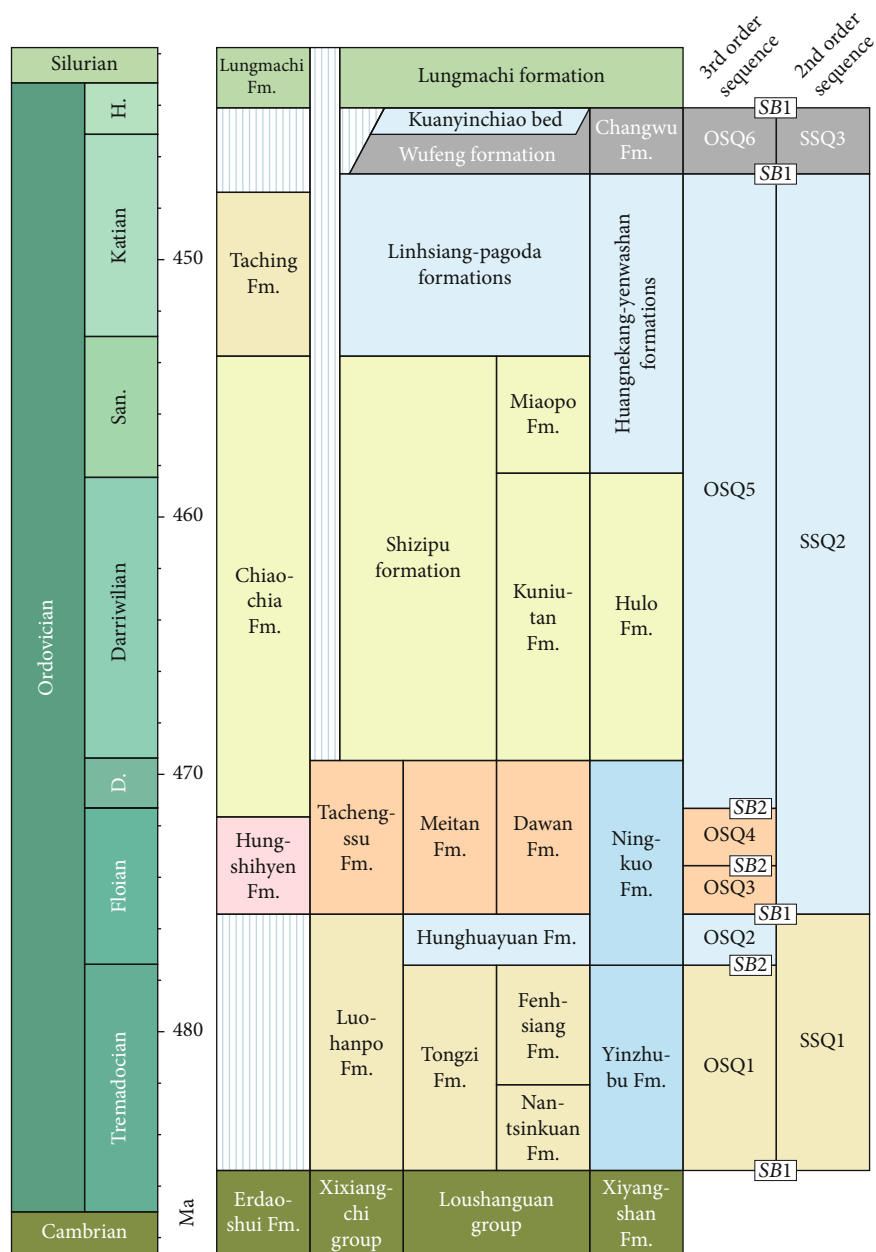 3rd order
sequence
2nd order
sequence
Silurian
Ordovician
Cambrian
H.
Katian
San.
Darriwilian
D.
Floian
Tremadocian
450
460
470
480
Ma
Lungmachi
Fm.
Taching
Fm.
Chiao-
chia
Fm.
Hung-
shihyen
Fm.
Erdao-
shui Fm.
Lungmachi formation
Kuanyinchiao bed
Wufeng formation
Changwu
Fm.
Linhsiang-pagoda
formations
Huangnekang-yenwashan
formations
Miaopo
Fm.
Shizipu
formation
Kuniu-
tan
Fm.
Hulo
Fm.
Tacheng-
ssu
Fm.
Meitan
Fm.
Dawan
Fm.
Ning-
kuo
Fm.
Hunghuayuan Fm.
Luo-
hanpo
Fm.
Tongzi
Fm.
Fenh-
siang
Fm.
Nan-
tsinkuan
Fm.
Yinzhu-
bu Fm.
Xixiang-
chi
group
Loushanguan
group
Xiyang-
shan
Fm.
SB1
OSQ6
SSQ3
SB1
OSQ5
SSQ2
SB2
OSQ4
SB2
OSQ3
SB1
OSQ2
SB2
OSQ1
SSQ1
SB1